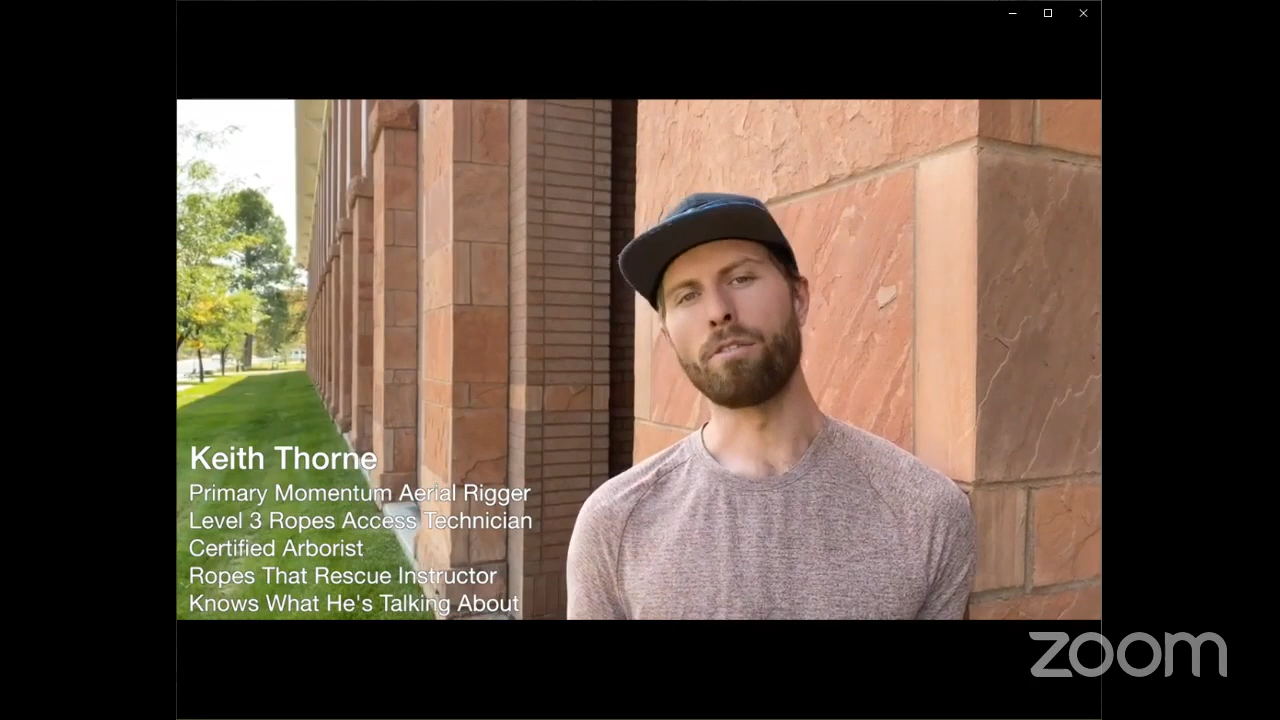 Keith Thorne
Primary Momentum Aerial Rigger
Level 3 Ropes Access Technician
Certified Arborist
Ropes That Rescue Instructor
Knows What He's Talking About
zoom